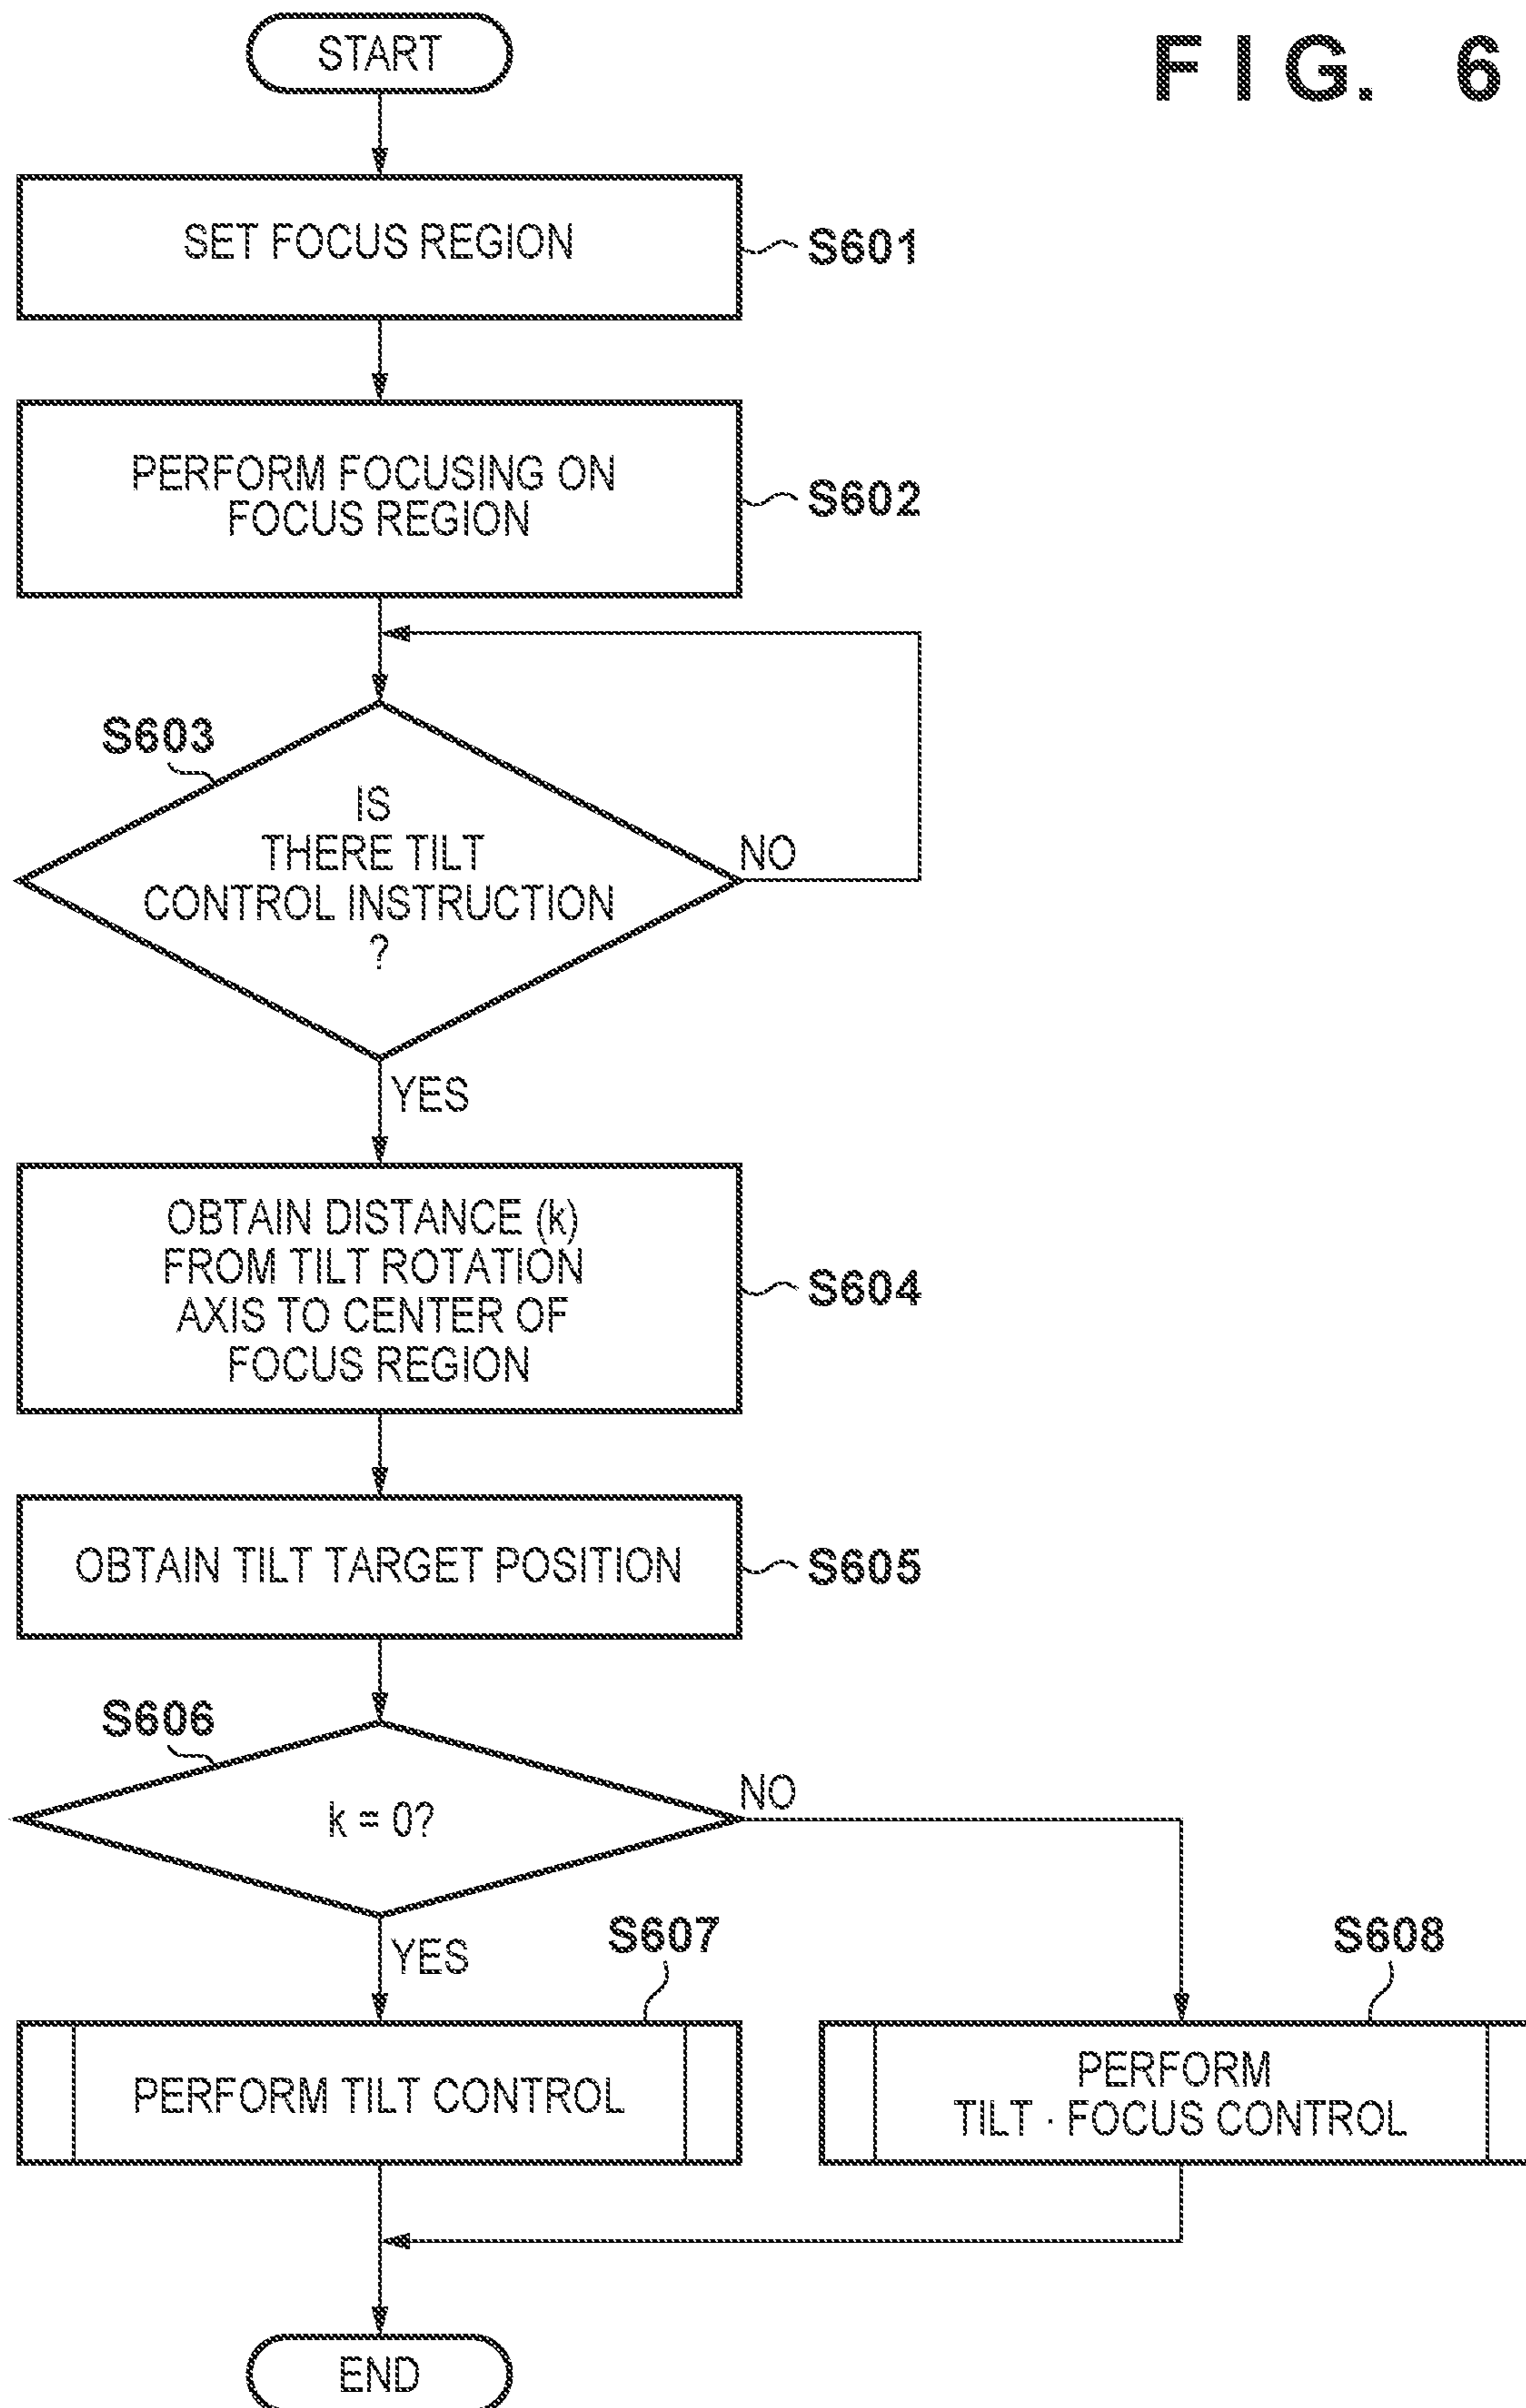 FIG. 6
START
SET FOCUS REGION
S601
PERFORM FOCUSING ON
FOCUS REGION
S602
S603
IS
THERE TILT
CONTROL INSTRUCTION
?
NO
YES
OBTAIN DISTANCE (k)
FROM TILT ROTATION
AXIS TO CENTER OF
FOCUS REGION
S604
OBTAIN TILT TARGET POSITION
S605
S606
k = 0?
NO
YES
S607
PERFORM TILT CONTROL
S608
PERFORM
TILT · FOCUS CONTROL
END